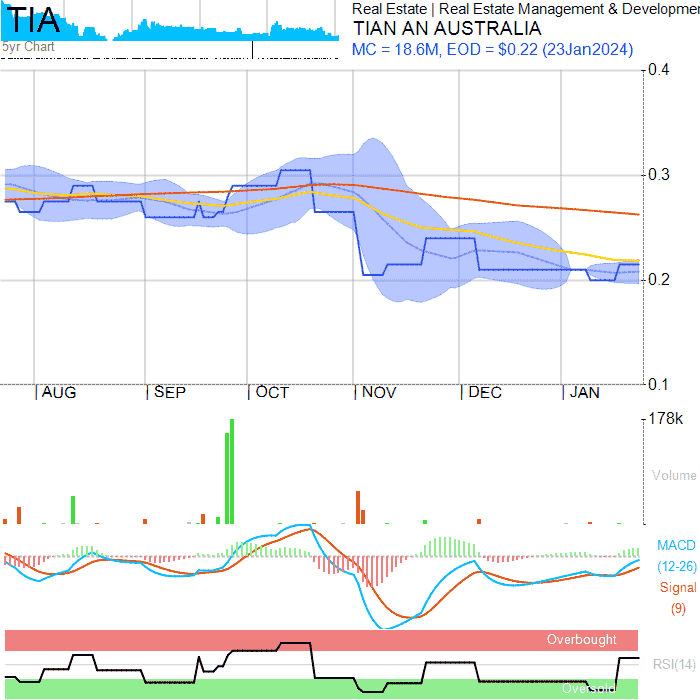 TIA
5yr Chart
Real Estate | Real Estate Management & Developmen
TIAN AN AUSTRALIA
MC = 18.6M, EOD = $0.22 (23Jan2024)
0.4
0.3
0.2
0.1
AUG SEP OCT NOV DEC JAN
178k
Volume
MACD
(12-26)
Signal
(9)
Overbought
RSI(14)
Oversold